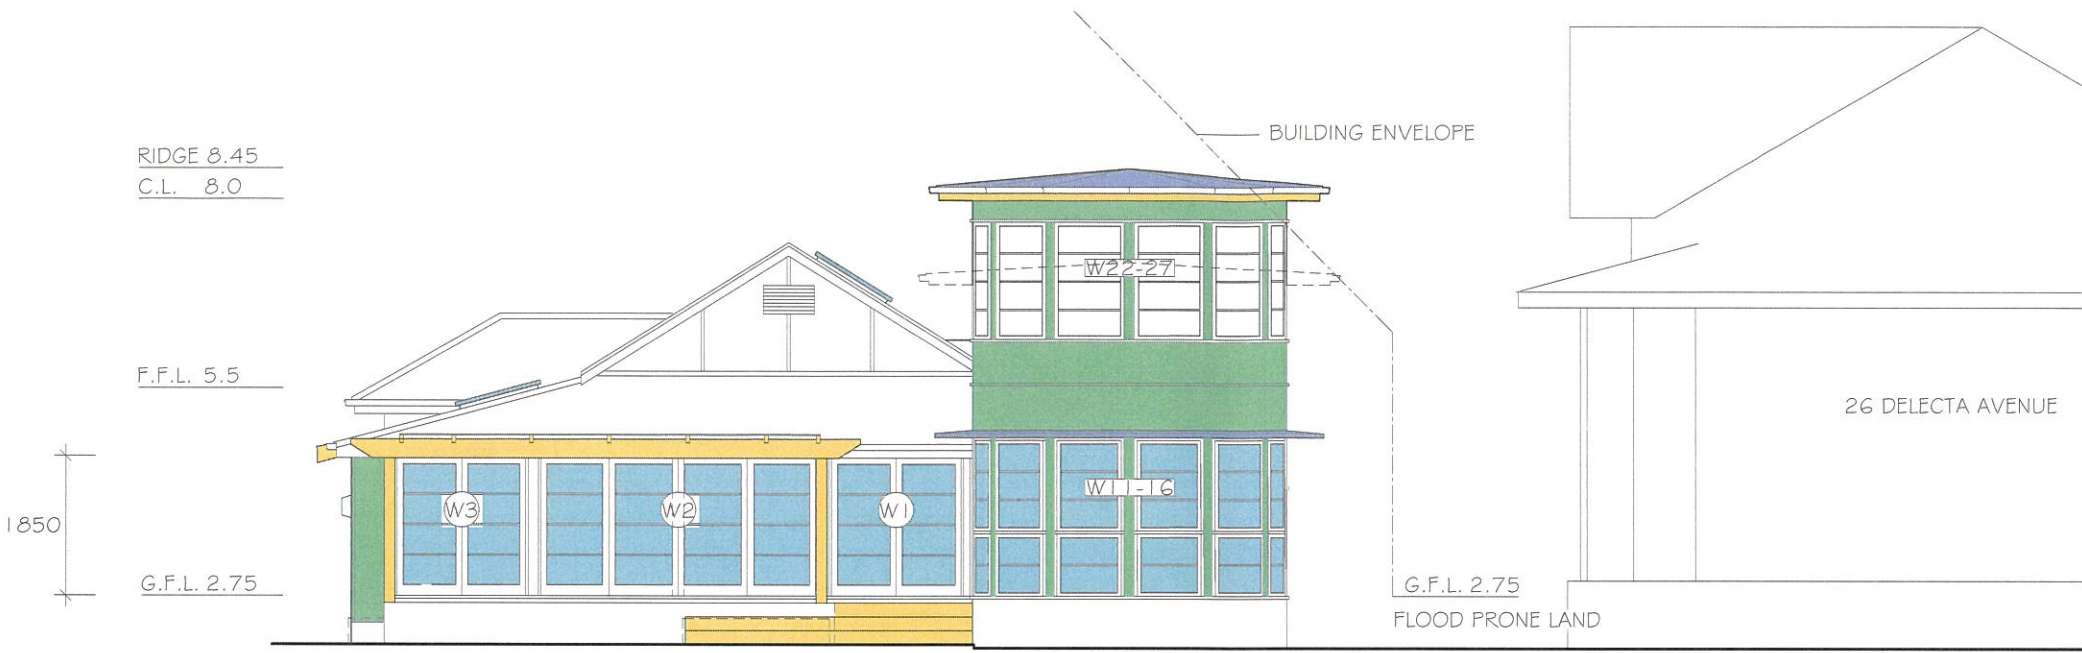 BUILDING ENVELOPE
RIDGE 8.45
C.L. 8.0
W22-27
F.F.L. 5.5
26 DELECTA AVENUE
W11-16
W3
W2
W1
1850
G.F.L. 2.75
G.F.L. 2.75
FLOOD PRONE LAND